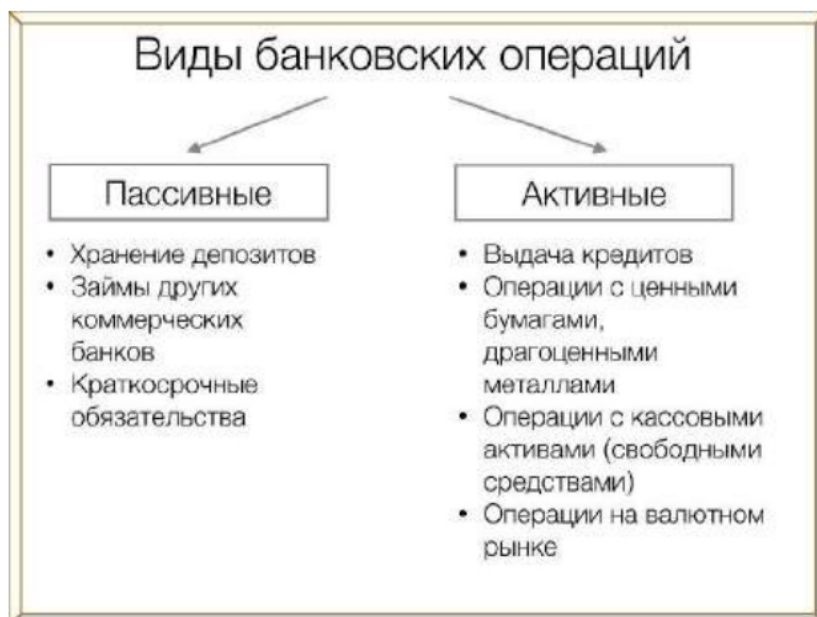 Виды банковских операций
Пассивные
• Хранение депозитов
• Займы других
коммерческих
банков
• Краткосрочные
обязательства
Активные
• Выдача кредитов
• Операции с ценными
бумагами,
драгоценными
металлами
• Операции с кассовыми
активами (свободными
средствами)
• Операции на валютном
рынке